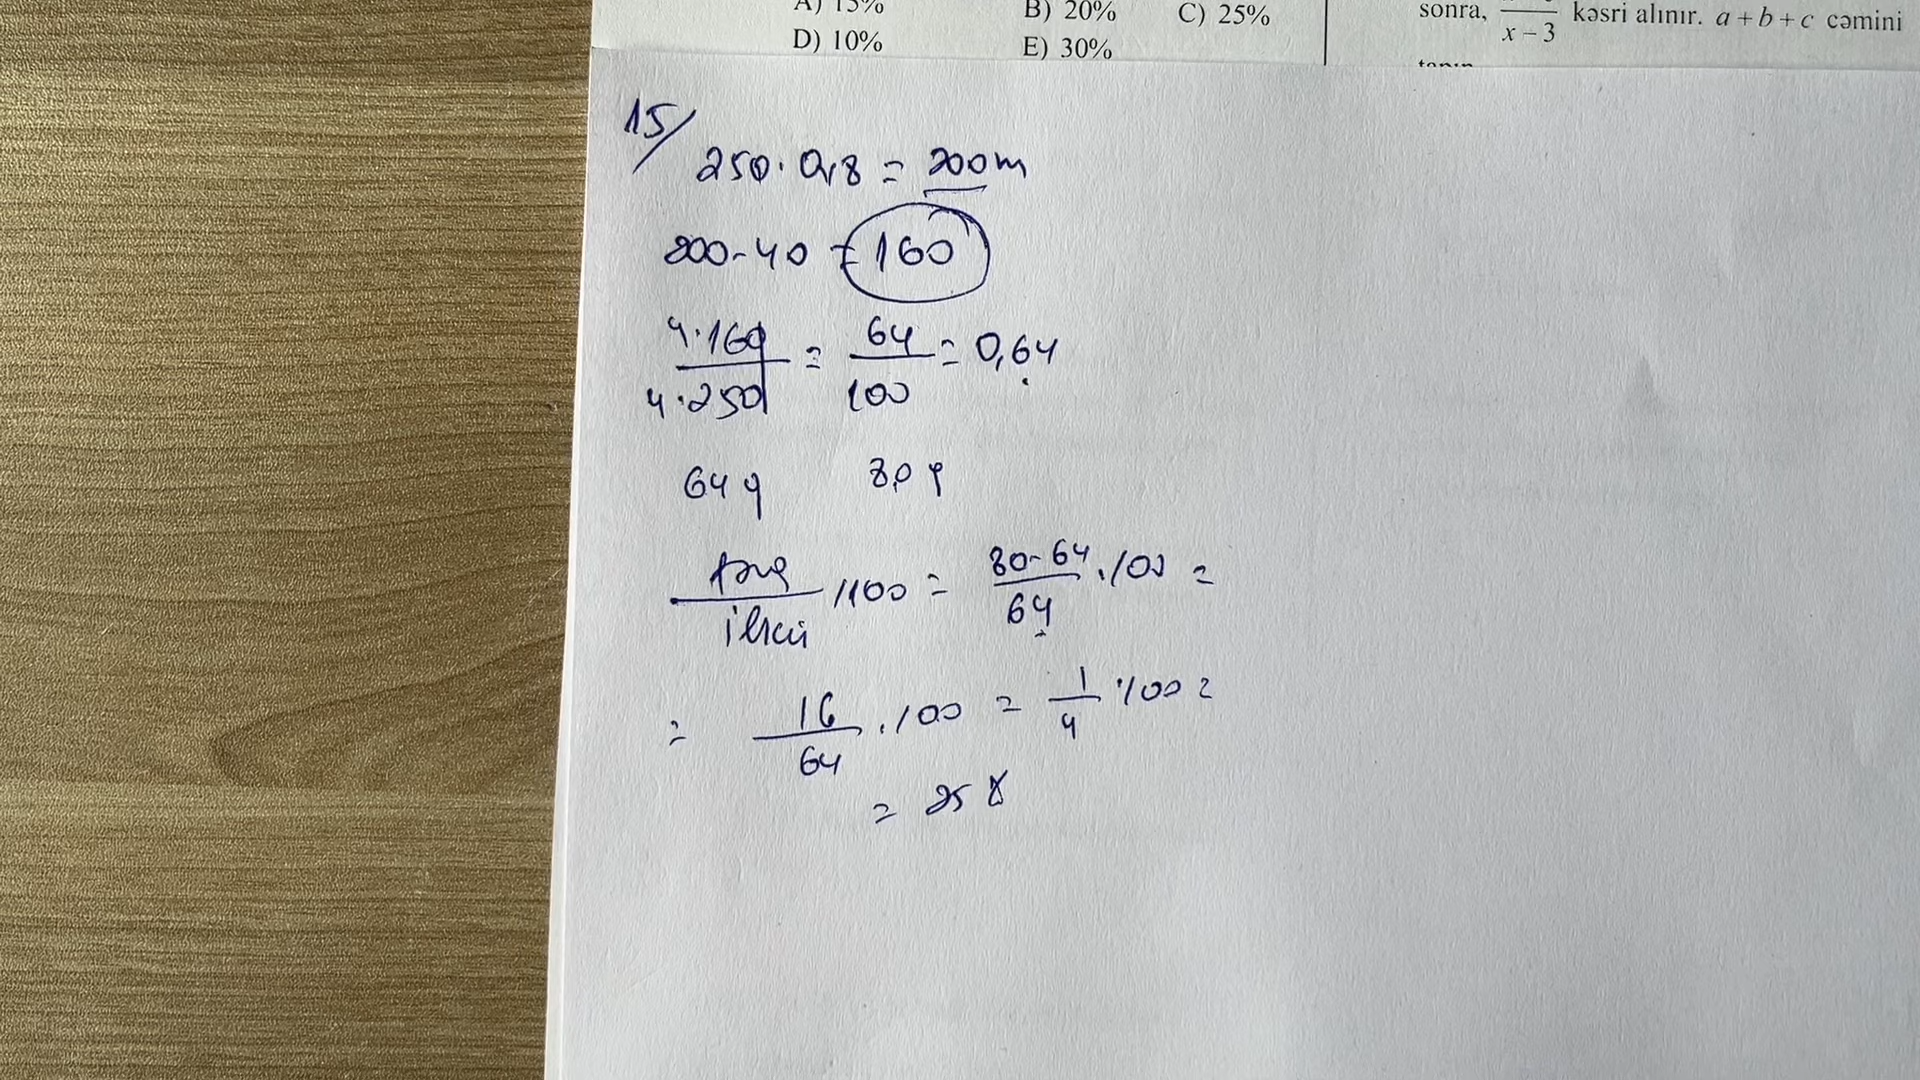 A) 15% B) 20% C) 25%
D) 10% E) 30%
sonra, x – 3 kəsri alınır. a + b + c cəmini
tapın
15/
250 · 0,8 = 200 m
200 - 40 = 160
4·160 / 4·250 = 64 / 100 = 0,64
64 q 80 q
fərq / ilkin · 100 = 80-64 / 64 · 100 =
= 16 / 64 · 100 = 1 / 4 · 100 =
= 25 %